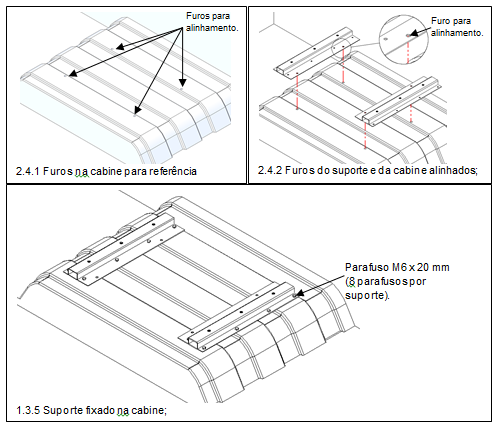 Furos para
alinhamento.
2.4.1 Furos na cabine para referência
Furo para
alinhamento.
2.4.2 Furos do suporte e da cabine alinhados;
Parafuso M6 x 20 mm
(8 parafusos por
suporte).
1.3.5 Suporte fixado na cabine;